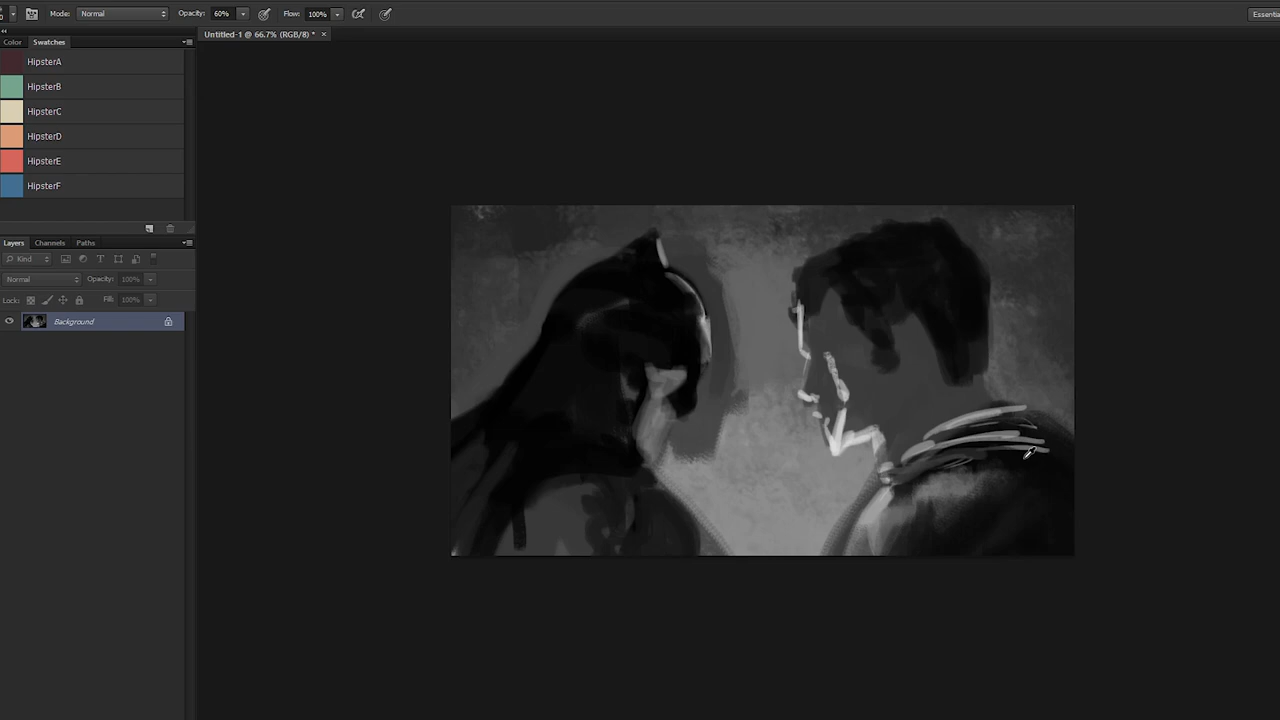 Mode: Normal Opacity: 60% Flow: 100% Essentia
Untitled-1 @ 66.7% (RGB/8) * ×
Color Swatches
HipsterA
HipsterB
HipsterC
HipsterD
HipsterE
HipsterF
Layers Channels Paths
Kind
Normal Opacity: 100%
Lock: Fill: 100%
Background